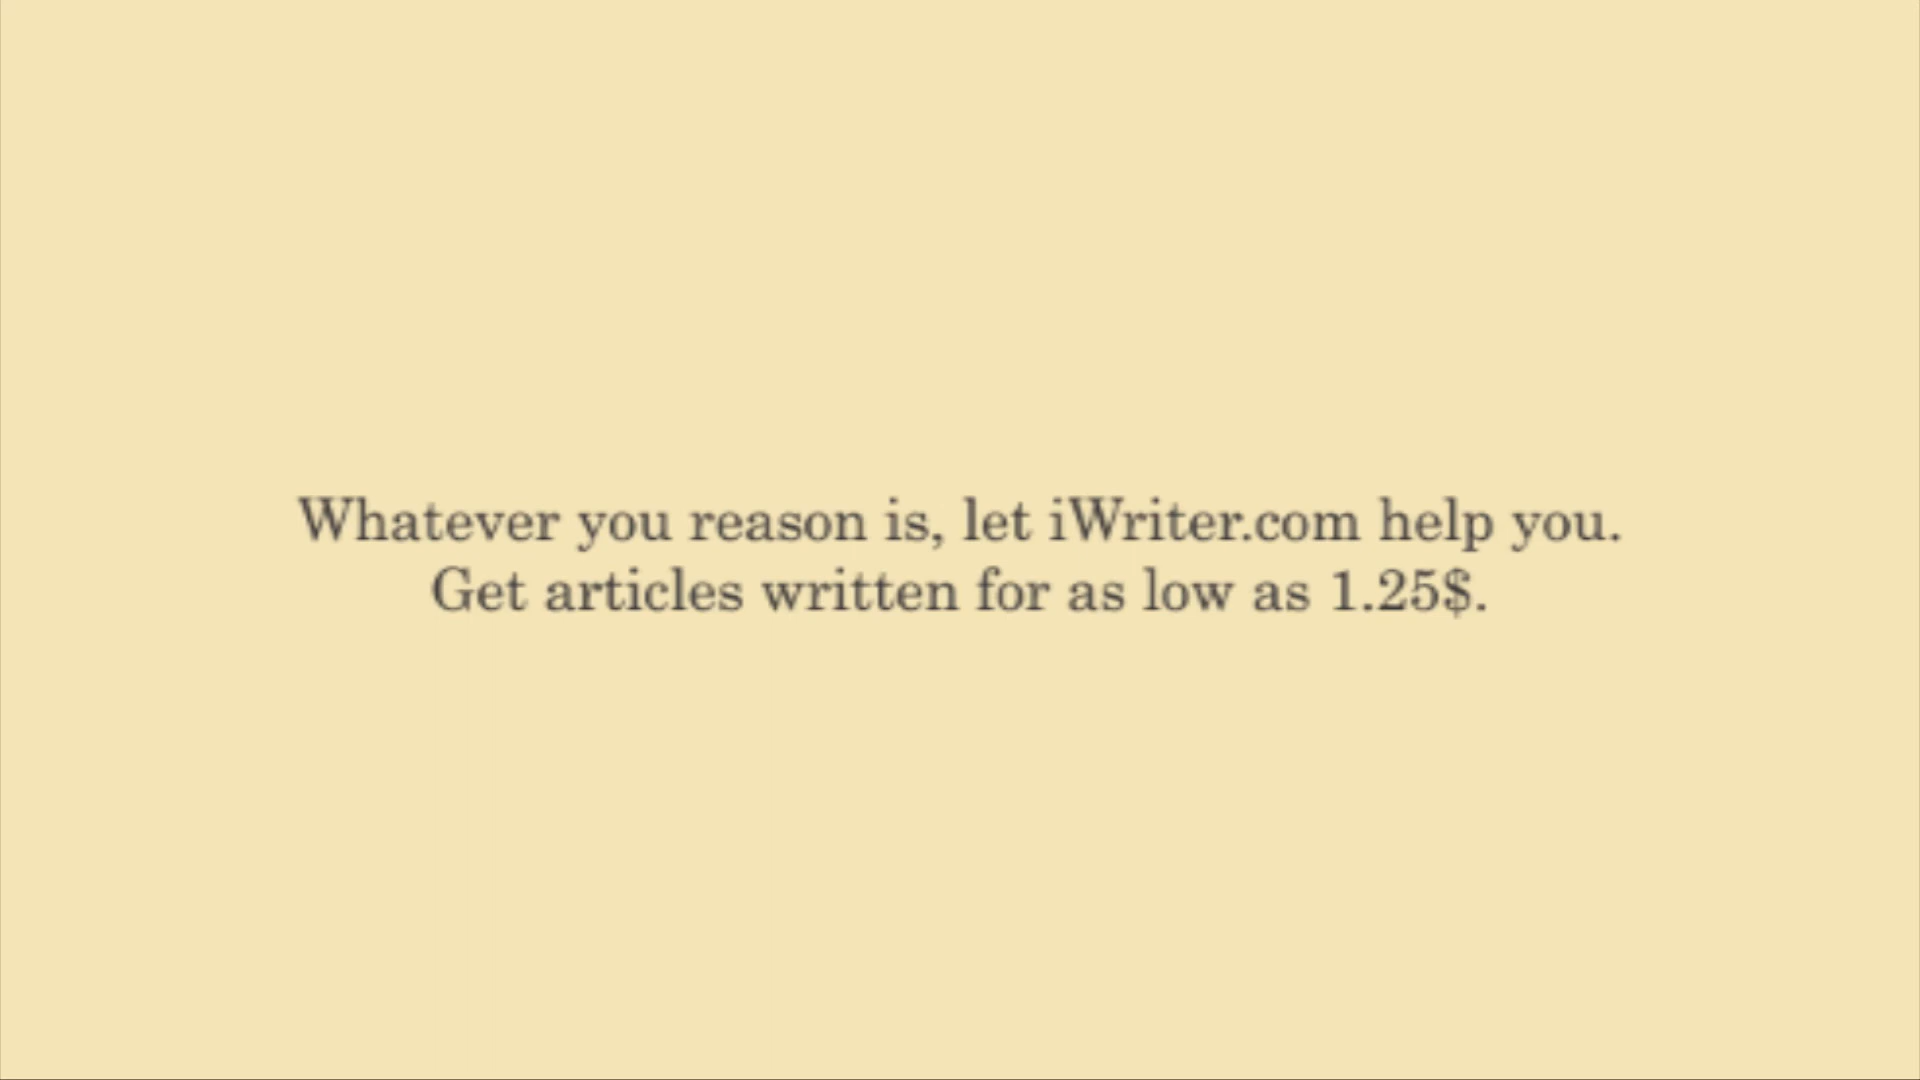 Whatever you reason is, let iWriter.com help you.
Get articles written for as low as 1.25$.